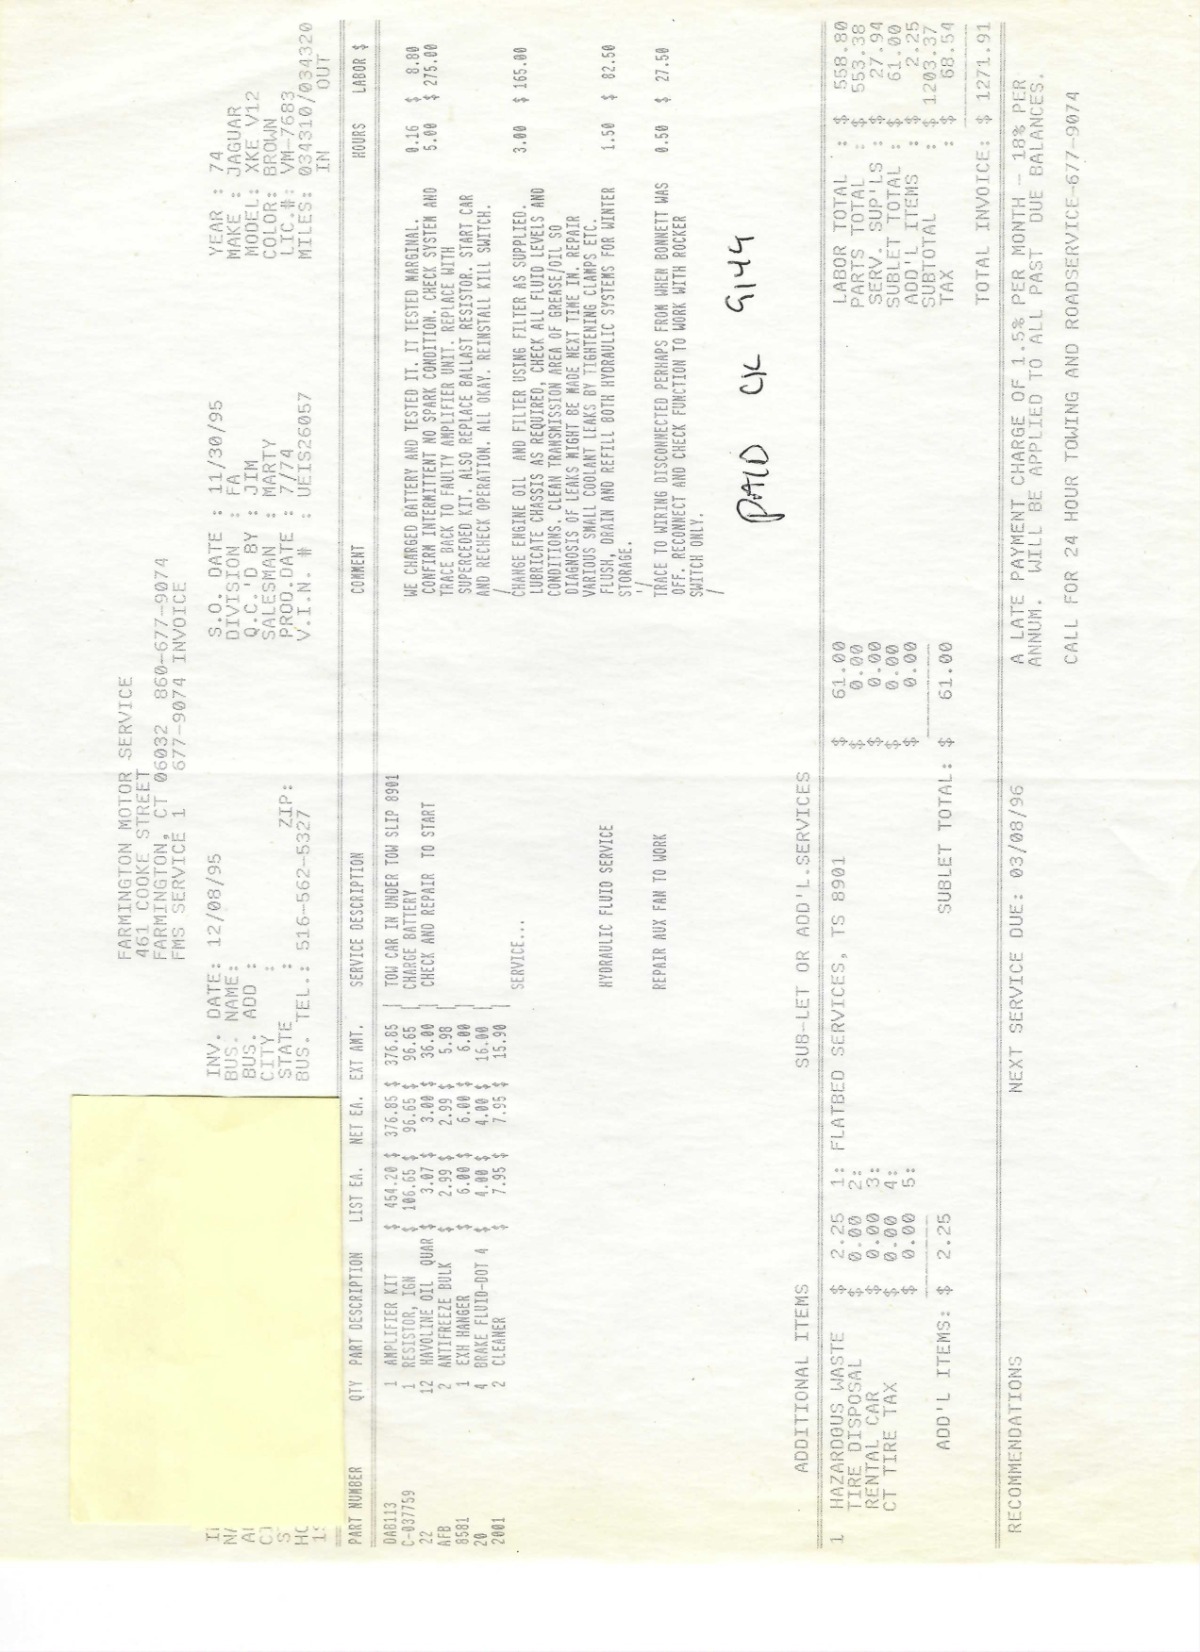 FARMINGTON MOTOR SERVICE
461 COOKE STREET
FARMINGTON, CT 06032 860-677-9074
FMS SERVICE 1 677-9074 INVOICE
INV. DATE: 12/08/95 S.O. DATE : 11/30/95 YEAR : 74
BUS. NAME: DIVISION : FA MAKE : JAGUAR
BUS. ADD : Q.C.'D BY : JIM MODEL: XKE V12
CITY : SALESMAN : MARTY COLOR: BROWN
STATE : ZIP: PROD.DATE : 7/74 LIC.#: VM-7683
BUS. TEL.: 516-562-5327 V.I.N. # : UEIS26057 MILES: 034310/034320
IN OUT
PART NUMBER QTY PART DESCRIPTION LIST EA. NET EA. EXT AMT. SERVICE DESCRIPTION COMMENT HOURS LABOR $
DAB113 1 AMPLIFIER KIT $ 454.20 $ 376.85 $ 376.85 TOW CAR IN UNDER TOW SLIP 8901
C-037759 1 RESISTOR, IGN $ 106.65 $ 96.65 $ 96.65 CHARGE BATTERY WE CHARGED BATTERY AND TESTED IT. IT TESTED MARGINAL. 0.16 $ 8.80
22 12 HAVOLINE OIL QUAR $ 3.07 $ 3.00 $ 36.00 CHECK AND REPAIR TO START CONFIRM INTERMITTENT NO SPARK CONDITION. CHECK SYSTEM AND 5.00 $ 275.00
AFB 2 ANTIFREEZE BULK $ 2.99 $ 2.99 $ 5.98 TRACE BACK TO FAULTY AMPLIFIER UNIT. REPLACE WITH
8581 1 EXH HANGER $ 6.00 $ 6.00 $ 6.00 SUPERCEDED KIT. ALSO REPLACE BALLAST RESISTOR. START CAR
20 4 BRAKE FLUID-DOT 4 $ 4.00 $ 4.00 $ 16.00 AND RECHECK OPERATION. ALL OKAY. REINSTALL KILL SWITCH.
2001 2 CLEANER $ 7.95 $ 7.95 $ 15.90 /
SERVICE... CHANGE ENGINE OIL AND FILTER USING FILTER AS SUPPLIED. 3.00 $ 165.00
LUBRICATE CHASSIS AS REQUIRED, CHECK ALL FLUID LEVELS AND
CONDITIONS. CLEAN TRANSMISSION AREA OF GREASE/OIL SO
DIAGNOSIS OF LEAKS MIGHT BE MADE NEXT TIME IN. REPAIR
VARIOUS SMALL COOLANT LEAKS BY TIGHTENING CLAMPS ETC.
HYDRAULIC FLUID SERVICE FLUSH, DRAIN AND REFILL BOTH HYDRAULIC SYSTEMS FOR WINTER 1.50 $ 82.50
STORAGE.
'/
REPAIR AUX FAN TO WORK TRACE TO WIRING DISCONNECTED PERHAPS FROM WHEN BONNETT WAS 0.50 $ 27.50
OFF. RECONNECT AND CHECK FUNCTION TO WORK WITH ROCKER
SWITCH ONLY.
/
PAID CK 9144
ADDITIONAL ITEMS SUB-LET OR ADD'L.SERVICES
1 HAZARDOUS WASTE $ 2.25 1: FLATBED SERVICES, TS 8901 $ 61.00 LABOR TOTAL : $ 558.80
TIRE DISPOSAL $ 0.00 2: $ 0.00 PARTS TOTAL : $ 553.38
RENTAL CAR $ 0.00 3: $ 0.00 SERV. SUP'LS : $ 27.94
CT TIRE TAX $ 0.00 4: $ 0.00 SUBLET TOTAL : $ 61.00
$ 0.00 5: $ 0.00 ADD'L ITEMS : $ 2.25
SUBTOTAL : $ 1203.37
ADD'L ITEMS: $ 2.25 SUBLET TOTAL: $ 61.00 TAX : $ 68.54
TOTAL INVOICE: $ 1271.91
RECOMMENDATIONS NEXT SERVICE DUE: 03/08/96 A LATE PAYMENT CHARGE OF 1.5% PER MONTH - 18% PER
ANNUM. WILL BE APPLIED TO ALL PAST DUE BALANCES.
CALL FOR 24 HOUR TOWING AND ROADSERVICE-677-9074